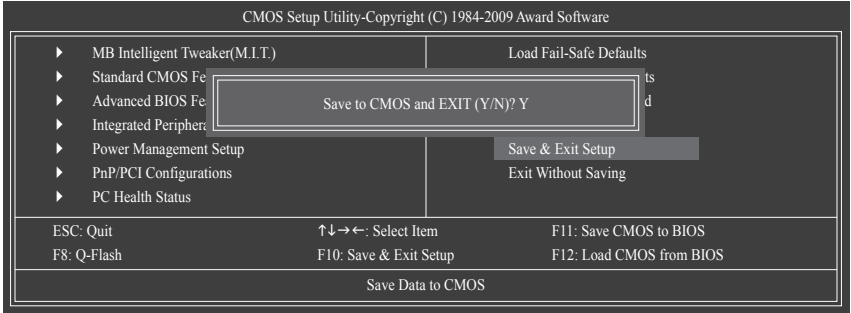 CMOS Setup Utility-Copyright (C) 1984-2009 Award Software
MB Intelligent Tweaker(M.I.T.)
Load Fail-Safe Defaults
Standard CMOS Fe
ts
Advanced BIOS Fe
d
Save to CMOS and EXIT (Y/N)? Y
Integrated Periphera
Power Management Setup
Save & Exit Setup
PnP/PCI Configurations
Exit Without Saving
PC Health Status
ESC: Quit
↑↓→←: Select Item
F11: Save CMOS to BIOS
F8: Q-Flash
F10: Save & Exit Setup
F12: Load CMOS from BIOS
Save Data to CMOS